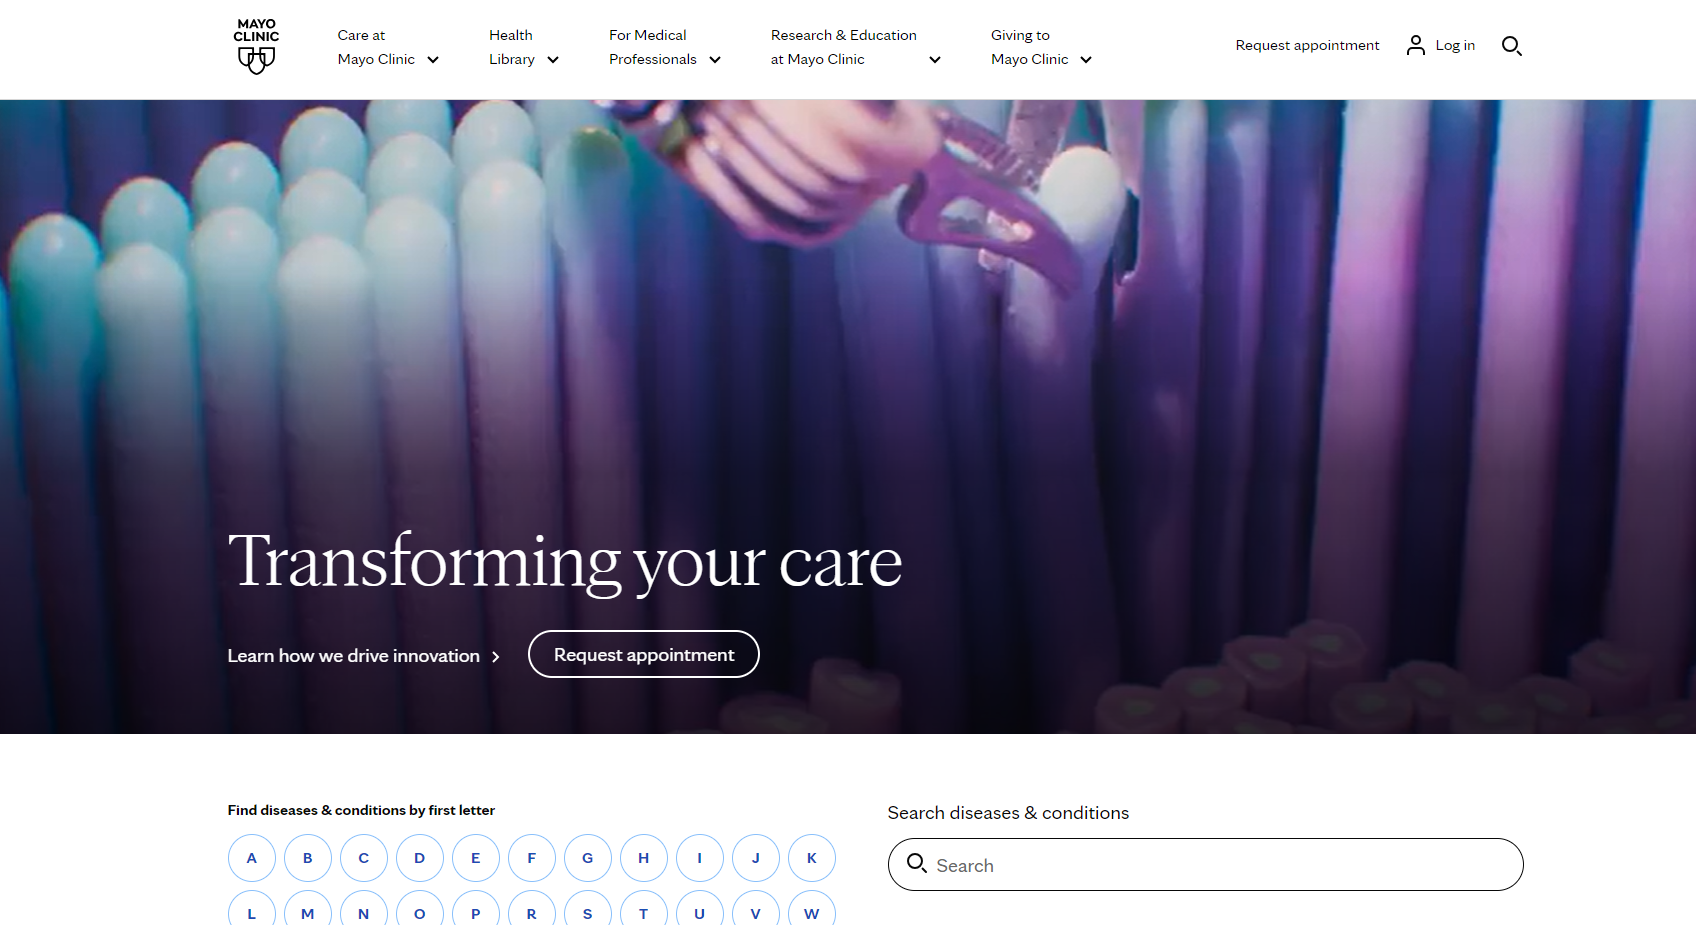 MAYO
CLINIC
Care at
Mayo Clinic
Health
Library
For Medical
Professionals
Research & Education
at Mayo Clinic
Giving to
Mayo Clinic
Request appointment
Log in
Transforming your care
Learn how we drive innovation
Request appointment
Find diseases & conditions by first letter
A B C D E F G H I J K
L M N O P R S T U V W
Search diseases & conditions
Search